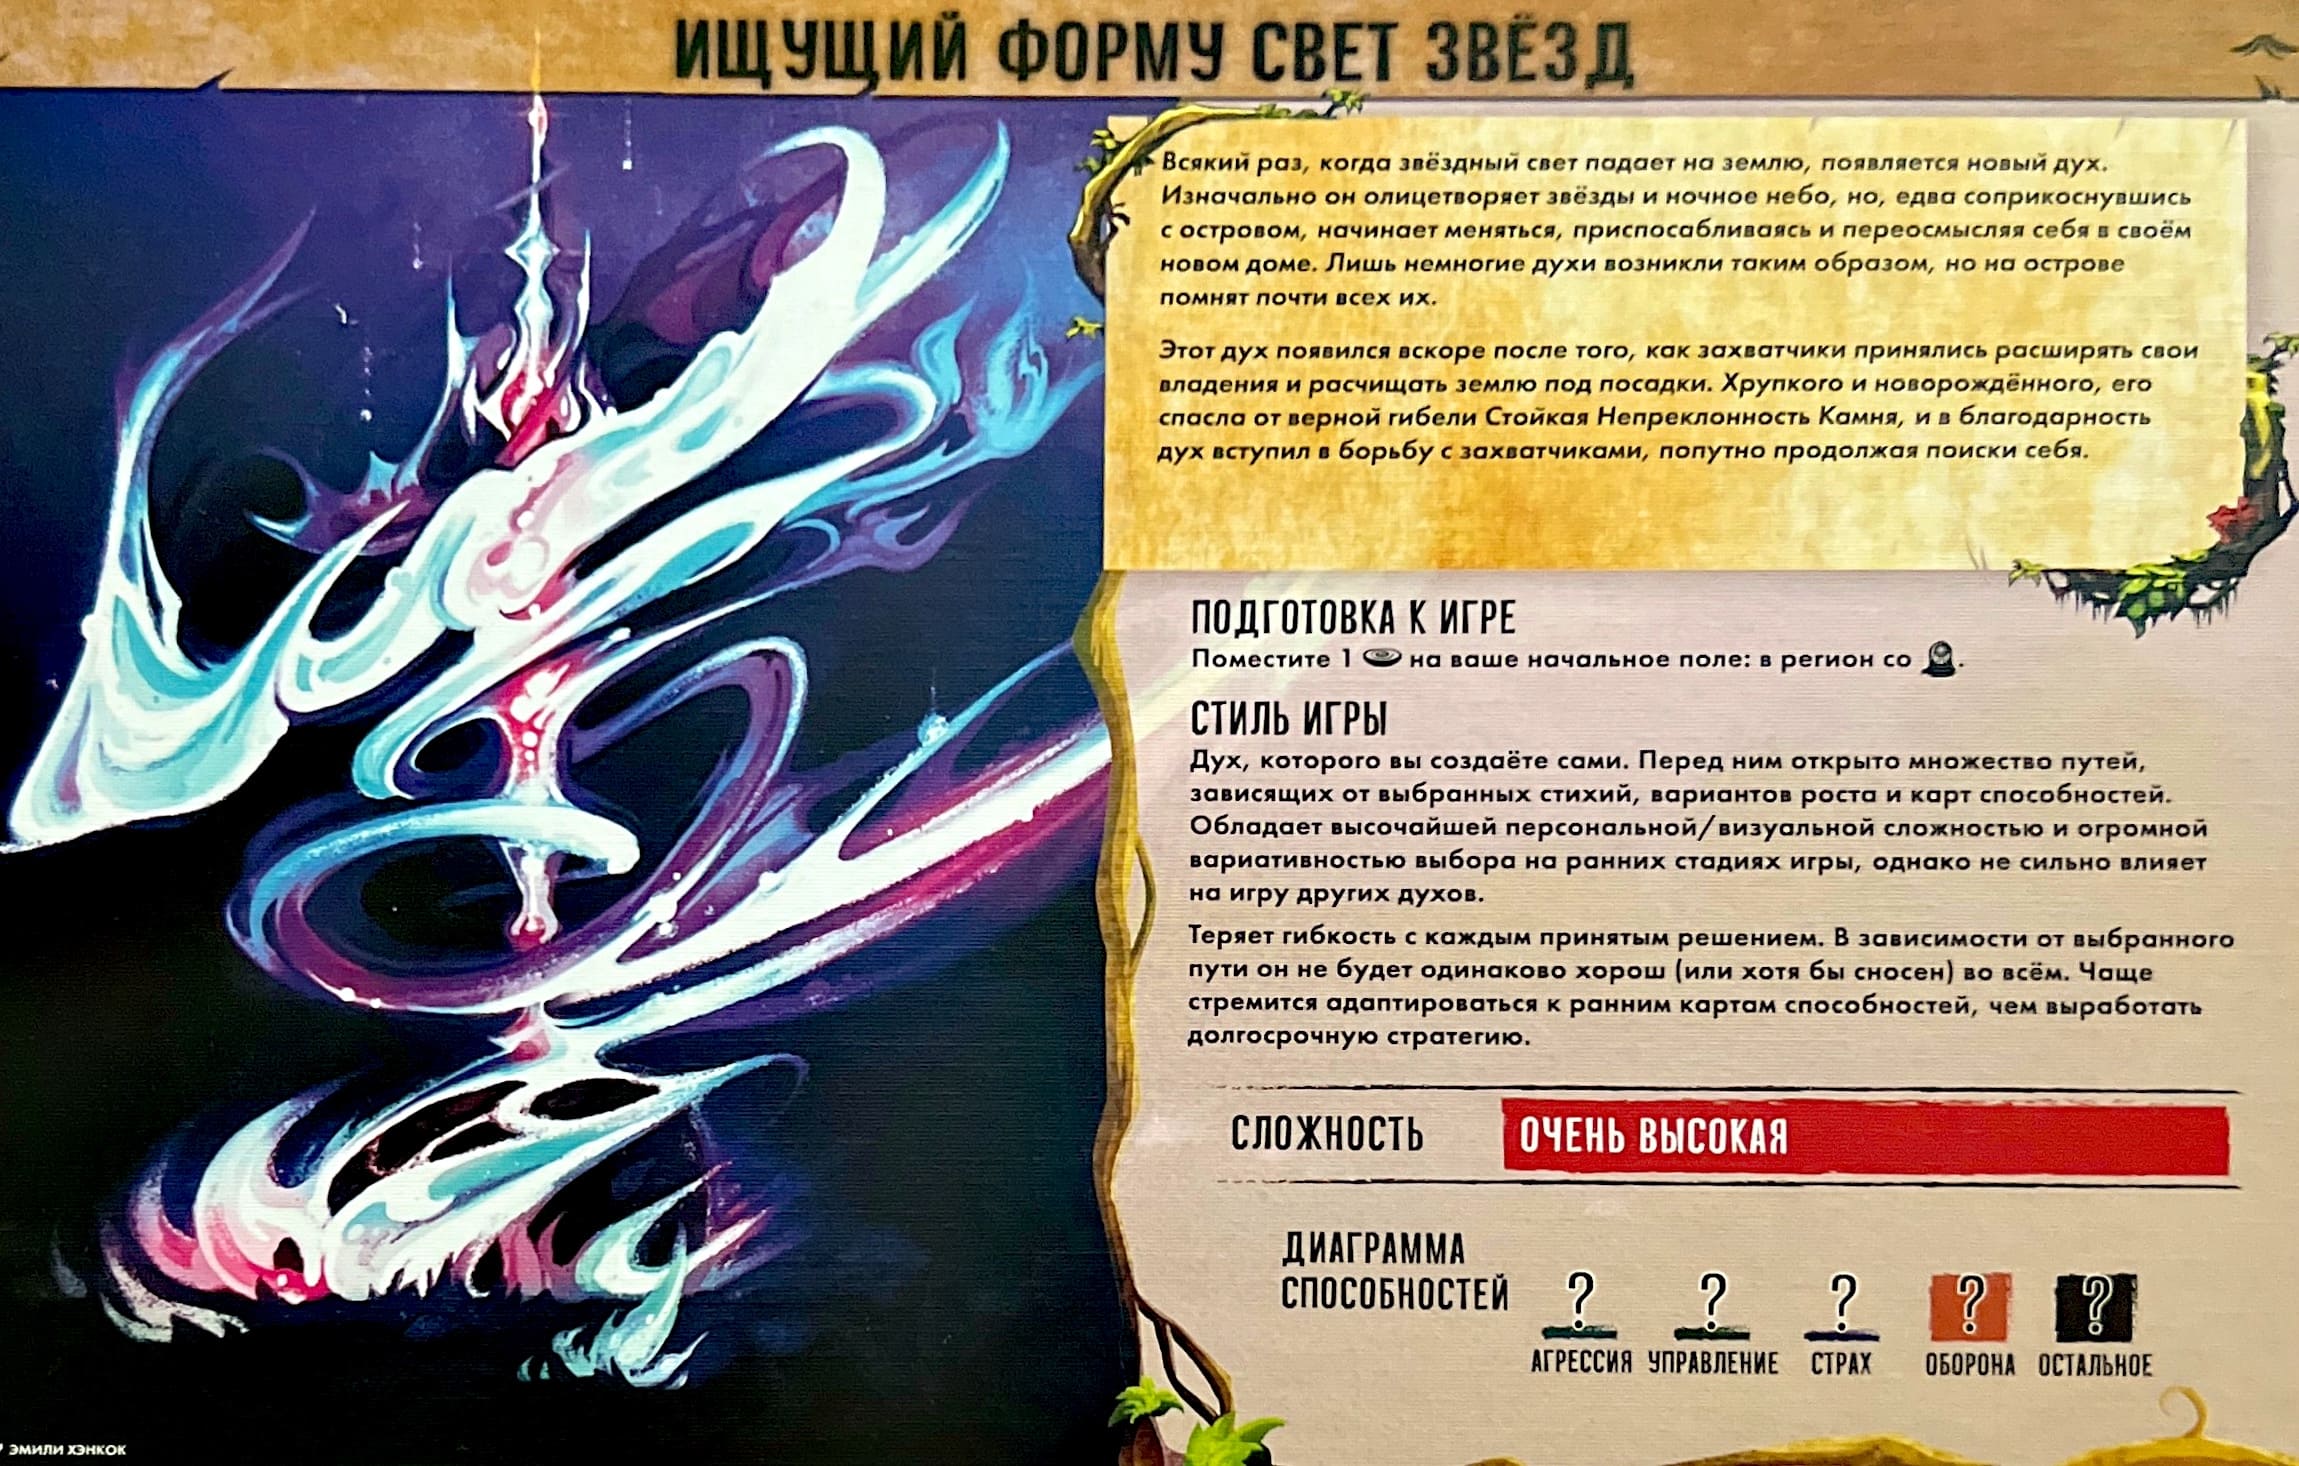 ИЩУЩИЙ ФОРМУ СВЕТ ЗВЁЗД
Всякий раз, когда звёздный свет падает на землю, появляется новый дух.
Изначально он олицетворяет звёзды и ночное небо, но, едва соприкоснувшись
с островом, начинает меняться, приспосабливаясь и переосмысляя себя в своём
новом доме. Лишь немногие духи возникли таким образом, но на острове
помнят почти всех их.
Этот дух появился вскоре после того, как захватчики принялись расширять свои
владения и расчищать землю под посадки. Хрупкого и новорождённого, его
спасла от верной гибели Стойкая Непреклонность Камня, и в благодарность
дух вступил в борьбу с захватчиками, попутно продолжая поиски себя.
ПОДГОТОВКА К ИГРЕ
Поместите 1 на ваше начальное поле: в регион со .
СТИЛЬ ИГРЫ
Дух, которого вы создаёте сами. Перед ним открыто множество путей,
зависящих от выбранных стихий, вариантов роста и карт способностей.
Обладает высочайшей персональной/визуальной сложностью и огромной
вариативностью выбора на ранних стадиях игры, однако не сильно влияет
на игру других духов.
Теряет гибкость с каждым принятым решением. В зависимости от выбранного
пути он не будет одинаково хорош (или хотя бы сносен) во всём. Чаще
стремится адаптироваться к ранним картам способностей, чем выработать
долгосрочную стратегию.
СЛОЖНОСТЬ ОЧЕНЬ ВЫСОКАЯ
ДИАГРАММА
СПОСОБНОСТЕЙ
? ? ? ? ?
АГРЕССИЯ УПРАВЛЕНИЕ СТРАХ ОБОРОНА ОСТАЛЬНОЕ
ЭМИЛИ ХЭНКОК